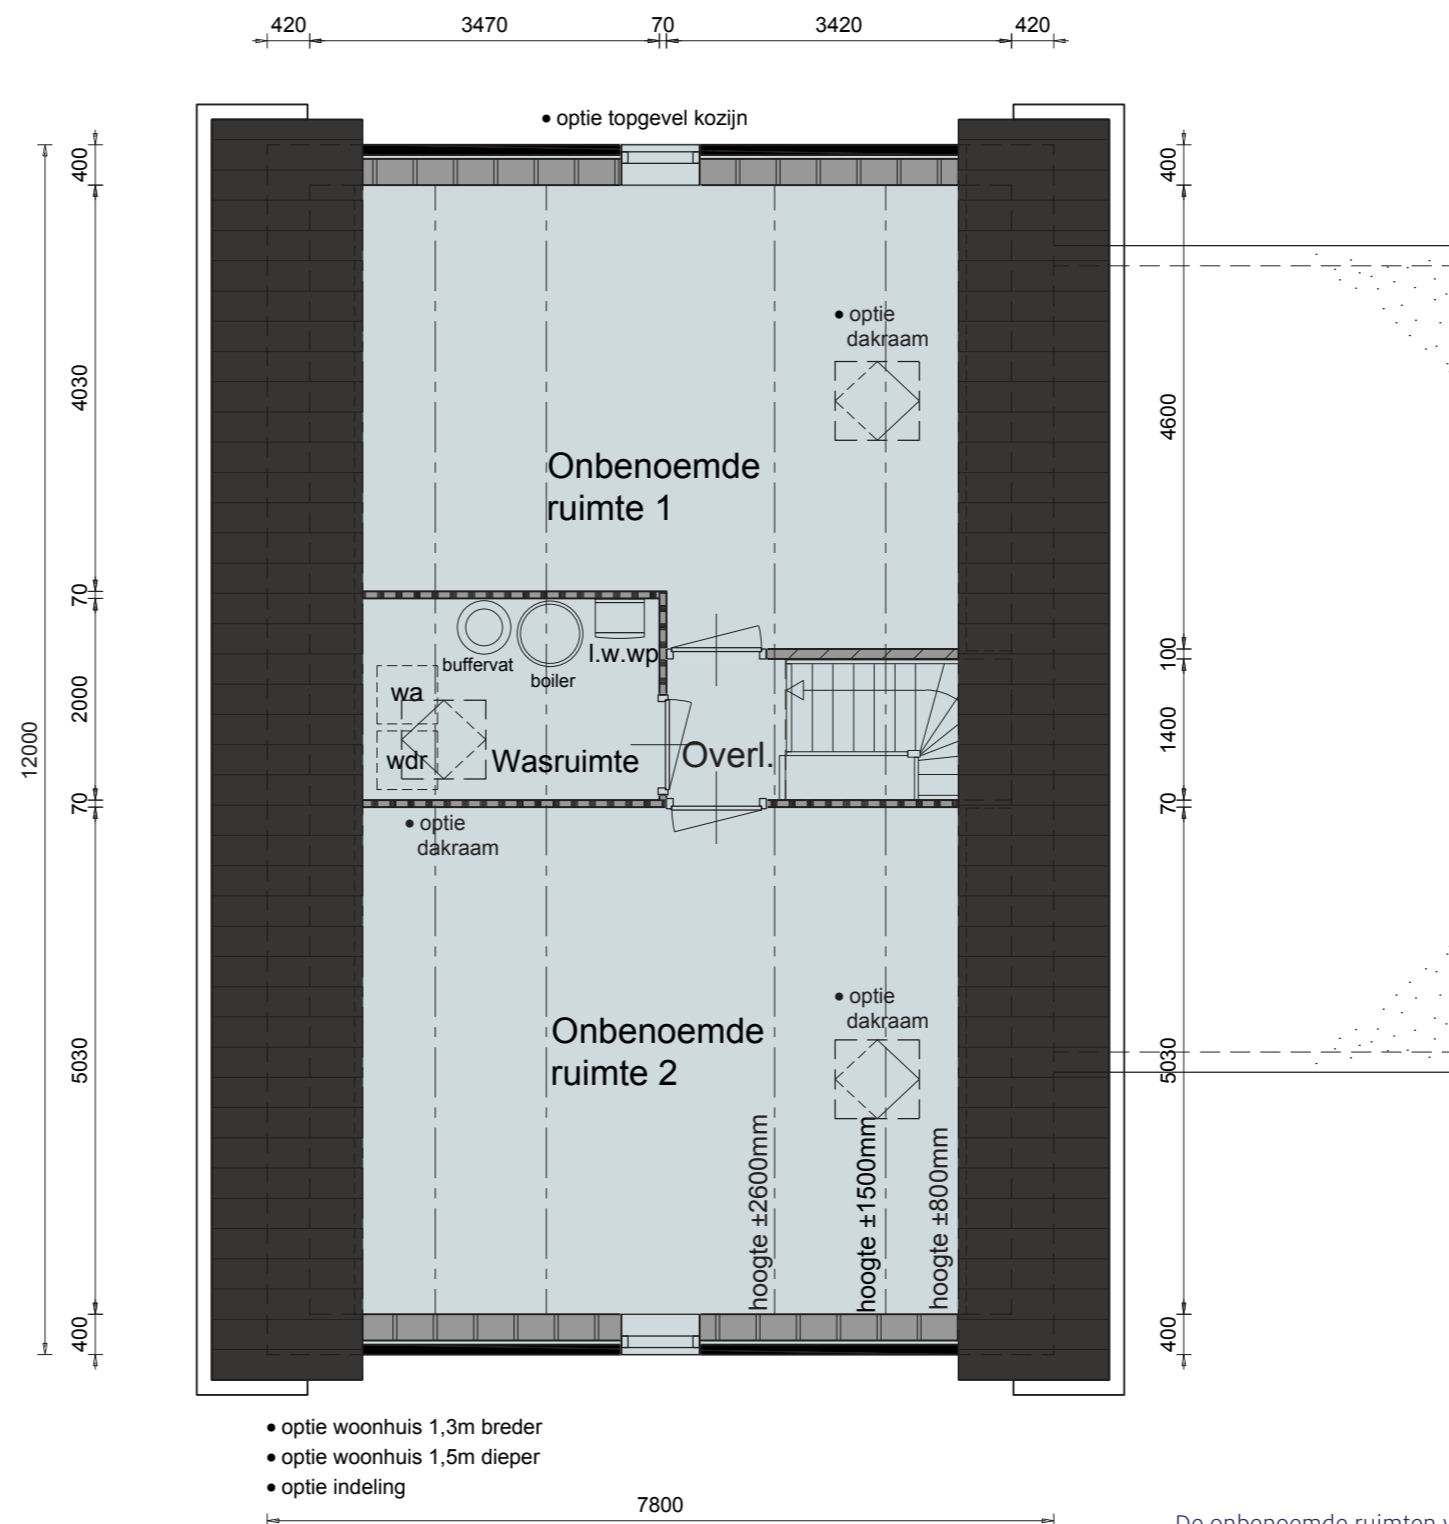 420 3470 70 3420 420
• optie topgevel kozijn
400
400
• optie
dakraam
4030
4600
Onbenoemde
ruimte 1
70
buffervat
boiler
l.w.wp
100
wa
2000
12000
1400
wdr
Wasruimte
Overl.
70
70
• optie
dakraam
• optie
dakraam
Onbenoemde
ruimte 2
5030
5030
hoogte ±2600mm
hoogte ±1500mm
hoogte ±800mm
400
400
• optie woonhuis 1,3m breder
• optie woonhuis 1,5m dieper
• optie indeling
7800
De onbenoemde ruimten